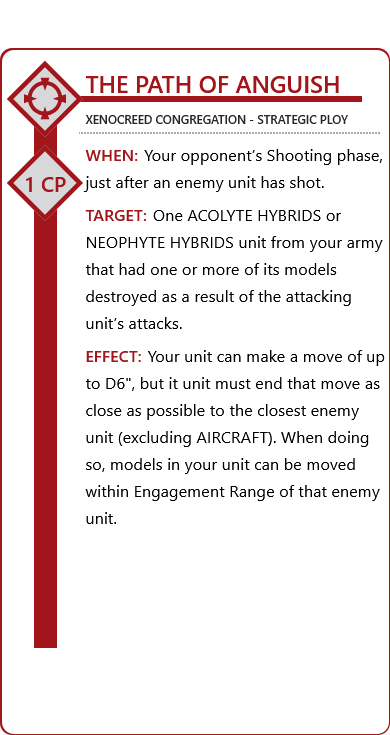 THE PATH OF ANGUISH
XENOCREED CONGREGATION - STRATEGIC PLOY
1 CP
WHEN: Your opponent’s Shooting phase,
just after an enemy unit has shot.
TARGET: One ACOLYTE HYBRIDS or
NEOPHYTE HYBRIDS unit from your army
that had one or more of its models
destroyed as a result of the attacking
unit’s attacks.
EFFECT: Your unit can make a move of up
to D6", but it unit must end that move as
close as possible to the closest enemy
unit (excluding AIRCRAFT). When doing
so, models in your unit can be moved
within Engagement Range of that enemy
unit.